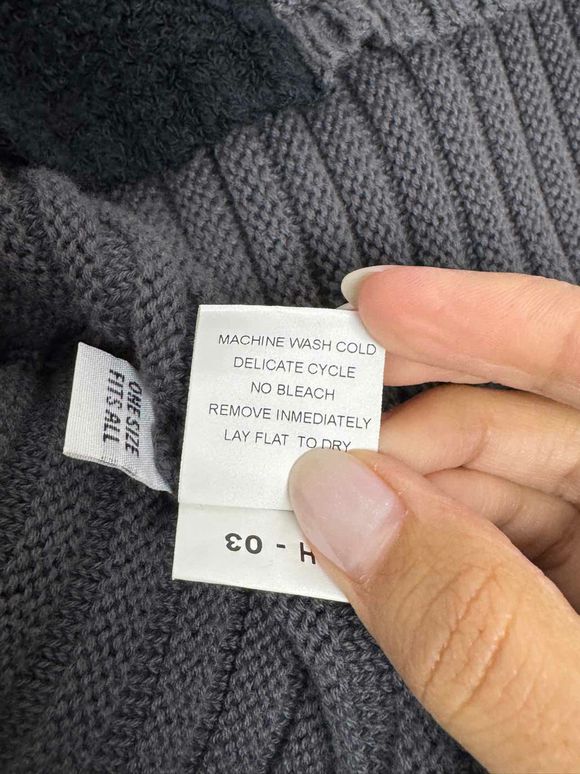 MACHINE WASH COLD
DELICATE CYCLE
NO BLEACH
REMOVE INMEDIATELY
LAY FLAT TO DRY
ONE SIZE
FITS ALL
H - 03